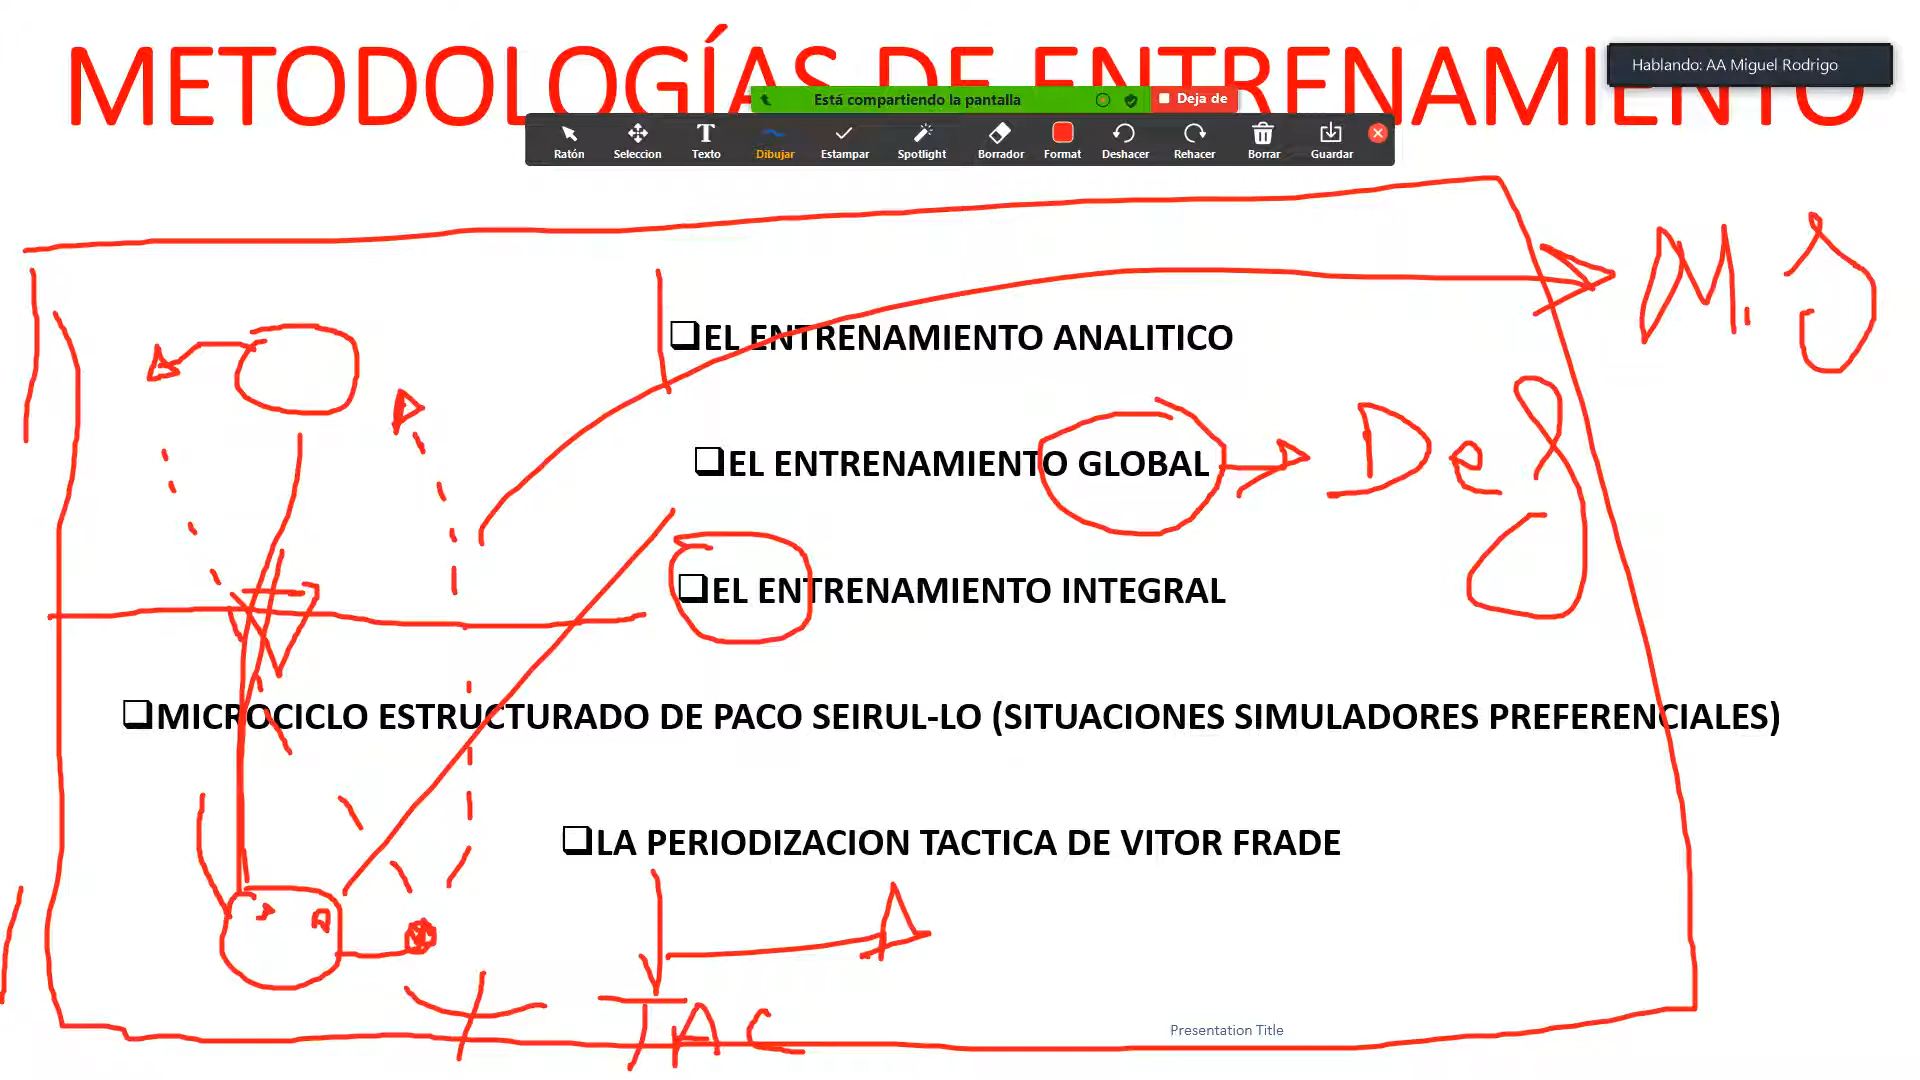 METODOLOGÍAS DE ENTRENAMIENTO
Hablando: AA Miguel Rodrigo
Está compartiendo la pantalla
Deja de
Ratón Seleccion Texto Dibujar Estampar Spotlight Borrador Format Deshacer Rehacer Borrar Guardar
M.
EL ENTRENAMIENTO ANALITICO
EL ENTRENAMIENTO GLOBAL
Def
EL ENTRENAMIENTO INTEGRAL
MICROCICLO ESTRUCTURADO DE PACO SEIRUL-LO (SITUACIONES SIMULADORES PREFERENCIALES)
LA PERIODIZACION TACTICA DE VITOR FRADE
TAC
Presentation Title